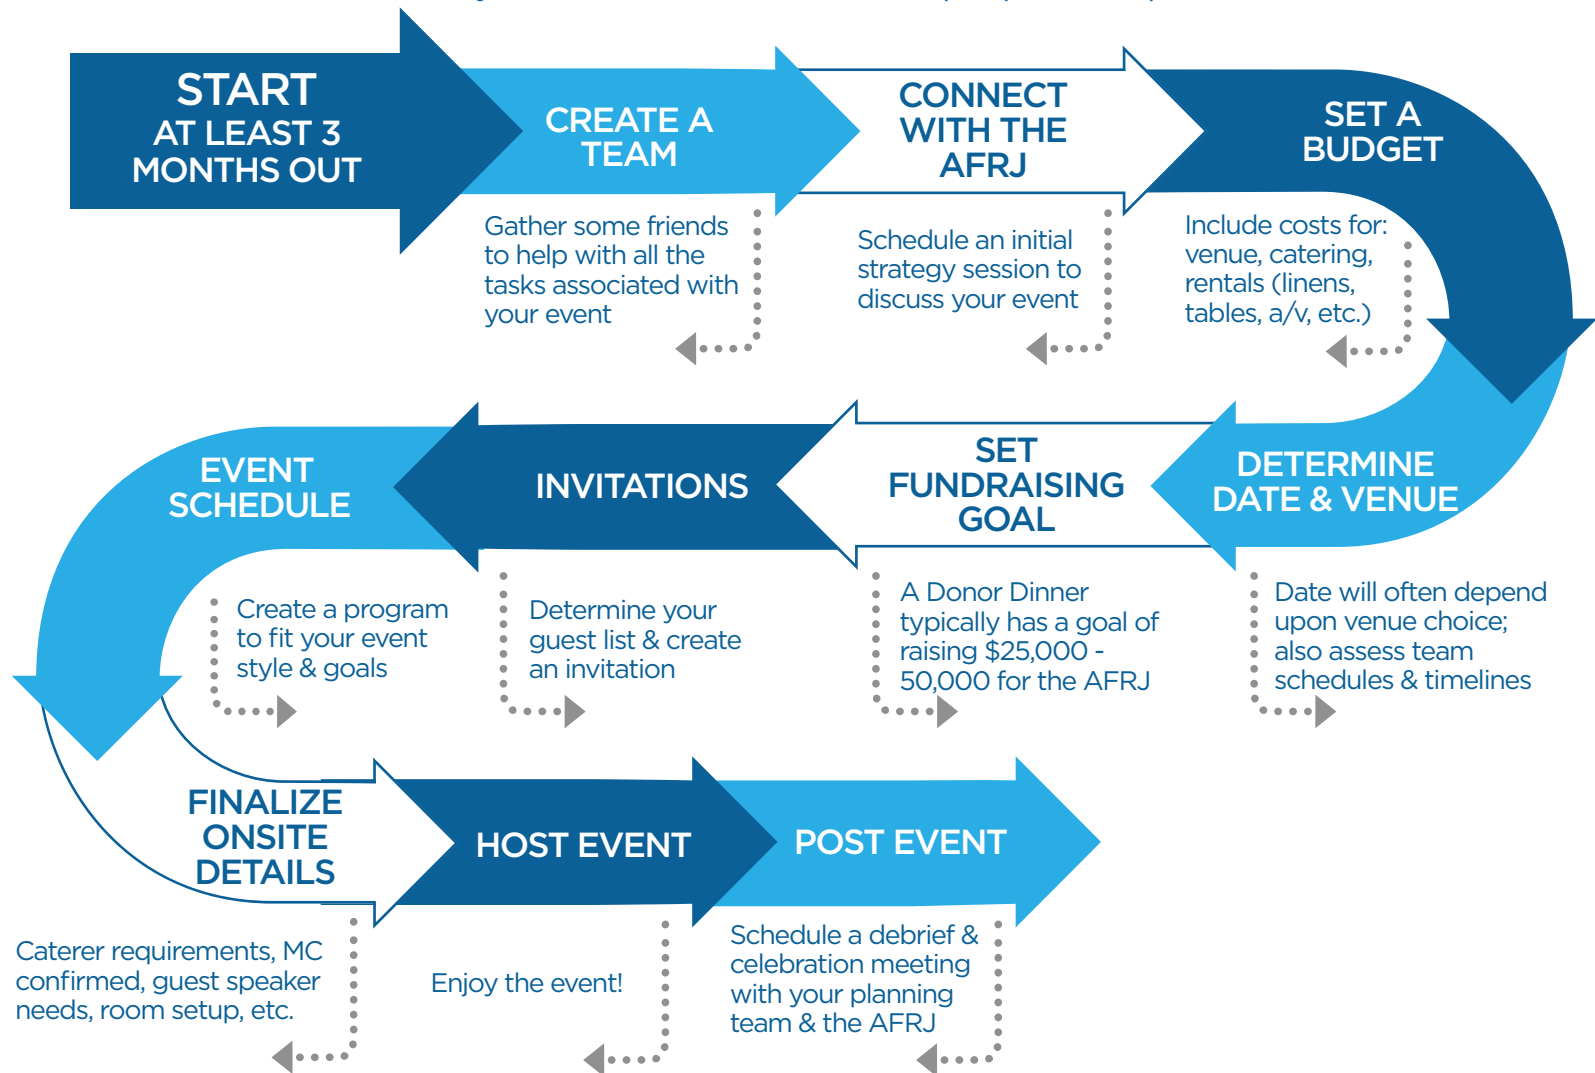 START
AT LEAST 3
MONTHS OUT
CREATE A
TEAM
Gather some friends
to help with all the
tasks associated with
your event
CONNECT
WITH THE
AFRJ
Schedule an initial
strategy session to
discuss your event
SET A
BUDGET
Include costs for:
venue, catering,
rentals (linens,
tables, a/v, etc.)
DETERMINE
DATE & VENUE
Date will often depend
upon venue choice;
also assess team
schedules & timelines
SET
FUNDRAISING
GOAL
A Donor Dinner
typically has a goal of
raising $25,000 -
50,000 for the AFRJ
INVITATIONS
Determine your
guest list & create
an invitation
EVENT
SCHEDULE
Create a program
to fit your event
style & goals
FINALIZE
ONSITE
DETAILS
Caterer requirements, MC
confirmed, guest speaker
needs, room setup, etc.
HOST EVENT
Enjoy the event!
POST EVENT
Schedule a debrief &
celebration meeting
with your planning
team & the AFRJ